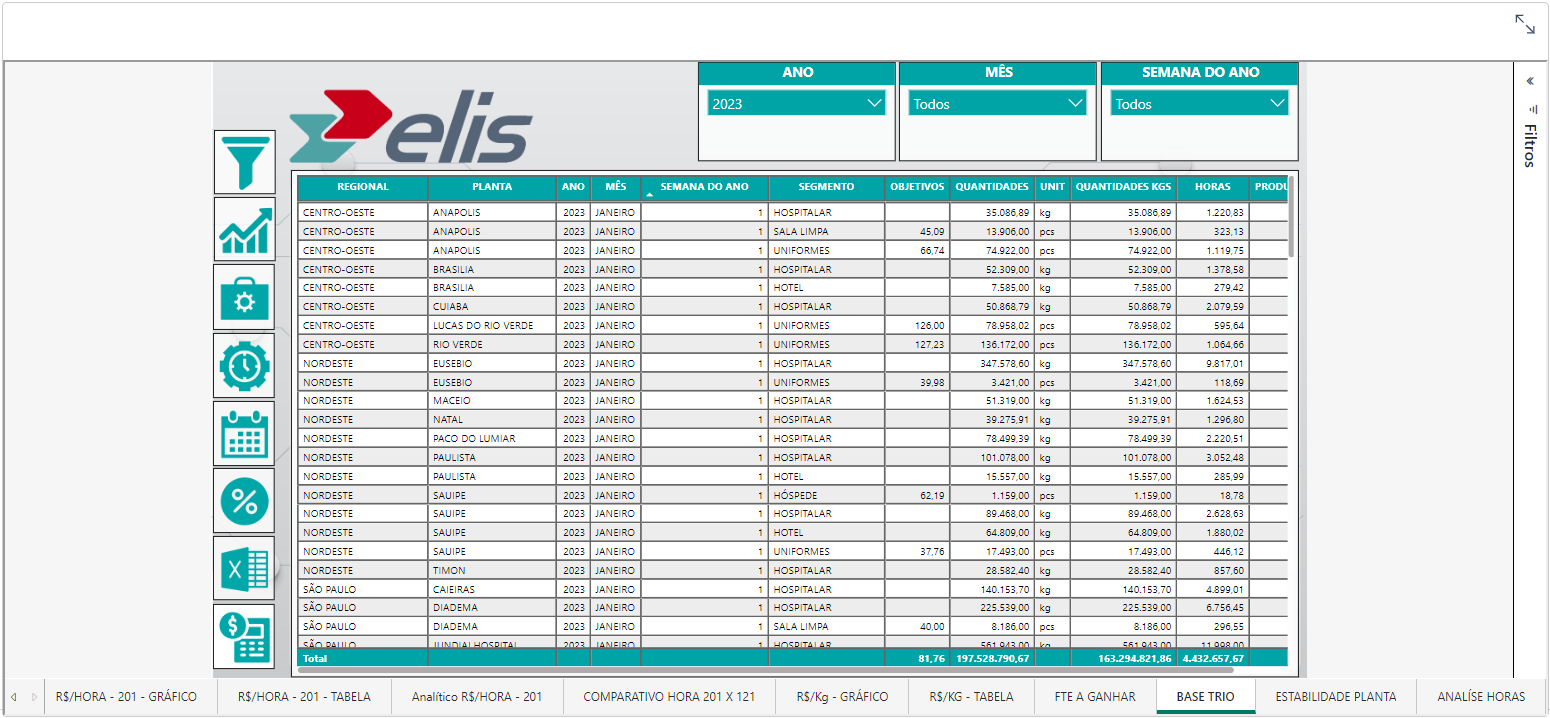 ANO MÊS SEMANA DO ANO
2023 Todos Todos
Filtros
elis
REGIONAL PLANTA ANO MÊS SEMANA DO ANO SEGMENTO OBJETIVOS QUANTIDADES UNIT QUANTIDADES KGS HORAS PRODU
CENTRO-OESTE ANAPOLIS 2023 JANEIRO 1 HOSPITALAR 35.086,89 kg 35.086,89 1.220,83
CENTRO-OESTE ANAPOLIS 2023 JANEIRO 1 SALA LIMPA 45,09 13.906,00 pcs 13.906,00 323,13
CENTRO-OESTE ANAPOLIS 2023 JANEIRO 1 UNIFORMES 66,74 74.922,00 pcs 74.922,00 1.119,75
CENTRO-OESTE BRASILIA 2023 JANEIRO 1 HOSPITALAR 52.309,00 kg 52.309,00 1.378,58
CENTRO-OESTE BRASILIA 2023 JANEIRO 1 HOTEL 7.585,00 kg 7.585,00 279,42
CENTRO-OESTE CUIABA 2023 JANEIRO 1 HOSPITALAR 50.868,79 kg 50.868,79 2.079,59
CENTRO-OESTE LUCAS DO RIO VERDE 2023 JANEIRO 1 UNIFORMES 126,00 78.958,02 pcs 78.958,02 595,64
CENTRO-OESTE RIO VERDE 2023 JANEIRO 1 UNIFORMES 127,23 136.172,00 pcs 136.172,00 1.064,66
NORDESTE EUSEBIO 2023 JANEIRO 1 HOSPITALAR 347.578,60 kg 347.578,60 9.817,01
NORDESTE EUSEBIO 2023 JANEIRO 1 UNIFORMES 39,98 3.421,00 pcs 3.421,00 118,69
NORDESTE MACEIO 2023 JANEIRO 1 HOSPITALAR 51.319,00 kg 51.319,00 1.624,53
NORDESTE NATAL 2023 JANEIRO 1 HOSPITALAR 39.275,91 kg 39.275,91 1.296,80
NORDESTE PACO DO LUMIAR 2023 JANEIRO 1 HOSPITALAR 78.499,39 kg 78.499,39 2.220,51
NORDESTE PAULISTA 2023 JANEIRO 1 HOSPITALAR 101.078,00 kg 101.078,00 3.052,48
NORDESTE PAULISTA 2023 JANEIRO 1 HOTEL 15.557,00 kg 15.557,00 285,99
NORDESTE SAUIPE 2023 JANEIRO 1 HÓSPEDE 62,19 1.159,00 pcs 1.159,00 18,78
NORDESTE SAUIPE 2023 JANEIRO 1 HOSPITALAR 89.468,00 kg 89.468,00 2.628,63
NORDESTE SAUIPE 2023 JANEIRO 1 HOTEL 64.809,00 kg 64.809,00 1.880,02
NORDESTE SAUIPE 2023 JANEIRO 1 UNIFORMES 37,76 17.493,00 pcs 17.493,00 446,12
NORDESTE TIMON 2023 JANEIRO 1 HOSPITALAR 28.582,40 kg 28.582,40 857,60
SÃO PAULO CAIEIRAS 2023 JANEIRO 1 HOSPITALAR 140.153,70 kg 140.153,70 4.899,01
SÃO PAULO DIADEMA 2023 JANEIRO 1 HOSPITALAR 225.539,00 kg 225.539,00 6.756,45
SÃO PAULO DIADEMA 2023 JANEIRO 1 SALA LIMPA 40,00 8.186,00 pcs 8.186,00 296,55
SÃO PAULO JUNDIAI HOSPITAL 2023 JANEIRO 1 HOSPITALAR 561.943,00 kg 561.943,00 11.998,00
Total 81,76 197.528.790,67 163.294.821,86 4.432.657,67
R$/HORA - 201 - GRÁFICO R$/HORA - 201 - TABELA Analítico R$/HORA - 201 COMPARATIVO HORA 201 X 121 R$/Kg - GRÁFICO R$/KG - TABELA FTE A GANHAR BASE TRIO ESTABILIDADE PLANTA ANALÍSE HORAS